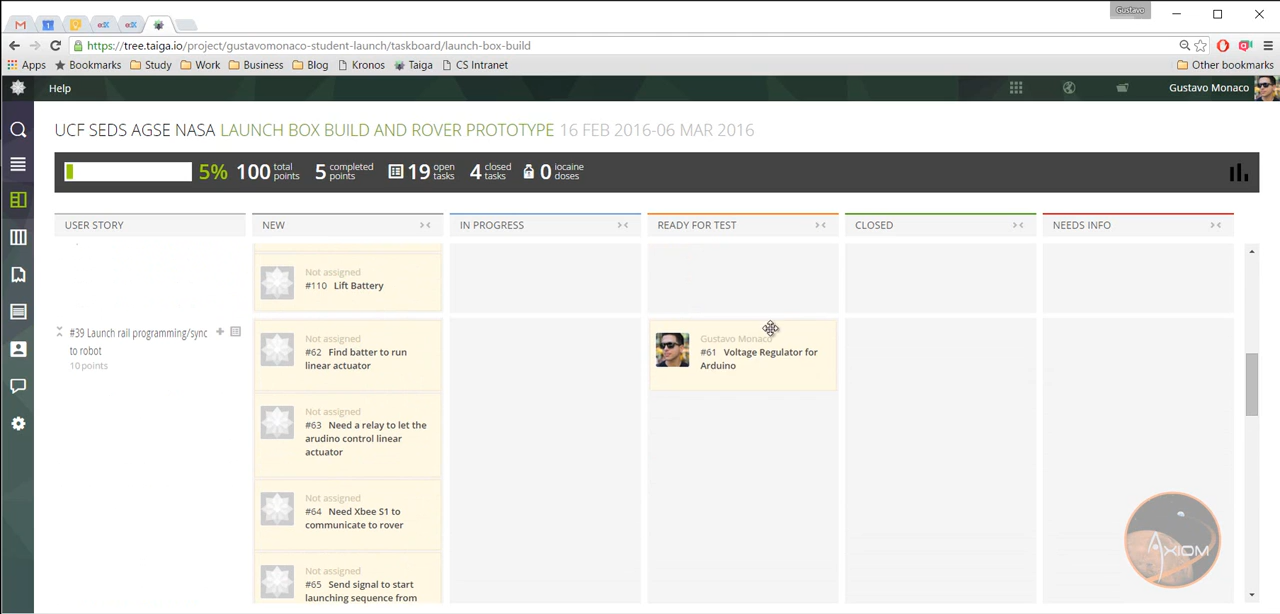 Gustavo
https://tree.taiga.io/project/gustavomonaco-student-launch/taskboard/launch-box-build
Apps Bookmarks Study Work Business Blog Kronos Taiga CS Intranet Other bookmarks
Help Gustavo Monaco
UCF SEDS AGSE NASA LAUNCH BOX BUILD AND ROVER PROTOTYPE 16 FEB 2016-06 MAR 2016
5% 100 total points 5 completed points 19 open tasks 4 closed tasks 0 iocaine doses
USER STORY NEW IN PROGRESS READY FOR TEST CLOSED NEEDS INFO
Not assigned
#110 Lift Battery
#39 Launch rail programming/sync
to robot
10 points
Not assigned
#62 Find batter to run
linear actuator
Gustavo Monaco
#61 Voltage Regulator for
Arduino
Not assigned
#63 Need a relay to let the
arudino control linear
actuator
Not assigned
#64 Need Xbee S1 to
communicate to rover
Not assigned
#65 Send signal to start
launching sequence from
AXIOM